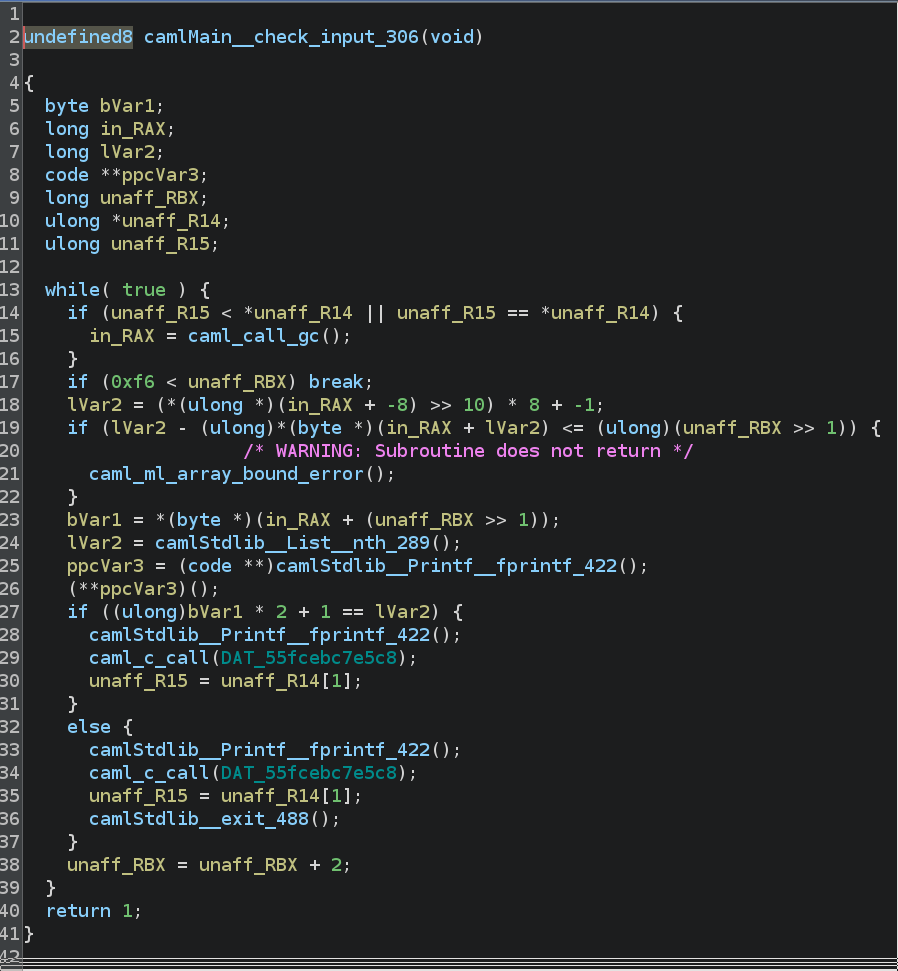 1
2 undefined8 camlMain__check_input_306(void)
3
4 {
5   byte bVar1;
6   long in_RAX;
7   long lVar2;
8   code **ppcVar3;
9   long unaff_RBX;
10   ulong *unaff_R14;
11   ulong unaff_R15;
12
13   while( true ) {
14     if (unaff_R15 < *unaff_R14 || unaff_R15 == *unaff_R14) {
15       in_RAX = caml_call_gc();
16     }
17     if (0xf6 < unaff_RBX) break;
18     lVar2 = (*(ulong *)(in_RAX + -8) >> 10) * 8 + -1;
19     if (lVar2 - (ulong)*(byte *)(in_RAX + lVar2) <= (ulong)(unaff_RBX >> 1)) {
20                     /* WARNING: Subroutine does not return */
21       caml_ml_array_bound_error();
22     }
23     bVar1 = *(byte *)(in_RAX + (unaff_RBX >> 1));
24     lVar2 = camlStdlib__List__nth_289();
25     ppcVar3 = (code **)camlStdlib__Printf__fprintf_422();
26     (**ppcVar3)();
27     if ((ulong)bVar1 * 2 + 1 == lVar2) {
28       camlStdlib__Printf__fprintf_422();
29       caml_c_call(DAT_55fcebc7e5c8);
30       unaff_R15 = unaff_R14[1];
31     }
32     else {
33       camlStdlib__Printf__fprintf_422();
34       caml_c_call(DAT_55fcebc7e5c8);
35       unaff_R15 = unaff_R14[1];
36       camlStdlib__exit_488();
37     }
38     unaff_RBX = unaff_RBX + 2;
39   }
40   return 1;
41 }
42